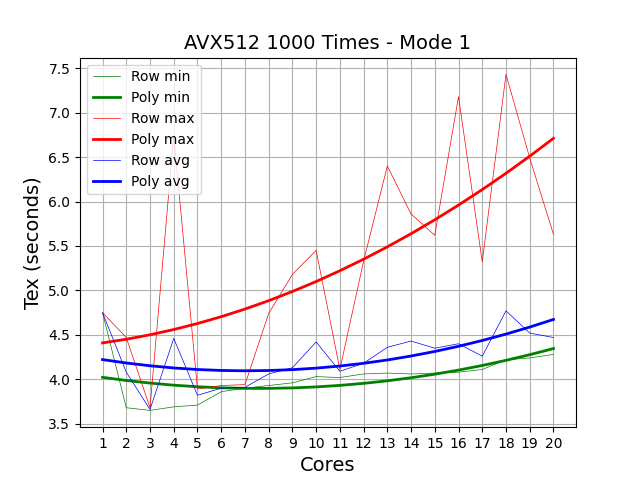 AVX512 1000 Times - Mode 1
Tex (seconds)
7.5
7.0
6.5
6.0
5.5
5.0
4.5
4.0
3.5
Row min
Poly min
Row max
Poly max
Row avg
Poly avg
1 2 3 4 5 6 7 8 9 10 11 12 13 14 15 16 17 18 19 20
Cores